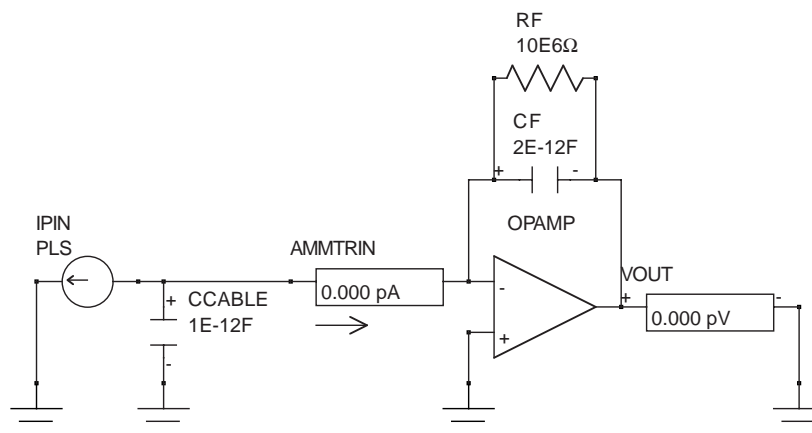 RF
10E6Ω
CF
2E-12F
+ -
OPAMP
IPIN
PLS
AMMTRIN
0.000 pA
+ CCABLE
1E-12F
-
-
+
VOUT
+ -
0.000 pV